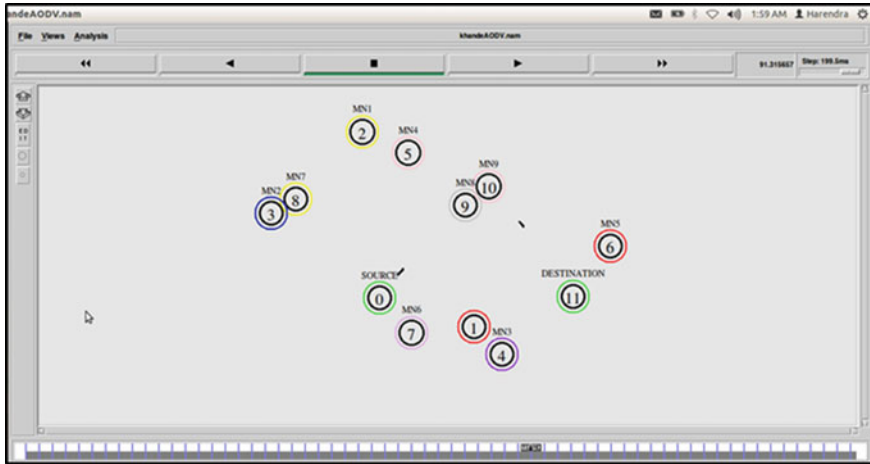 andeAODV.nam
1:59 AM Harendra
File Views Analysis
khandeAODV.nam
91.315657
Step: 199.5ms
MN1
2
MN4
5
MN9
10
MN8
9
MN7
8
MN2
3
MN5
6
SOURCE
0
DESTINATION
11
MN6
7
1
MN3
4